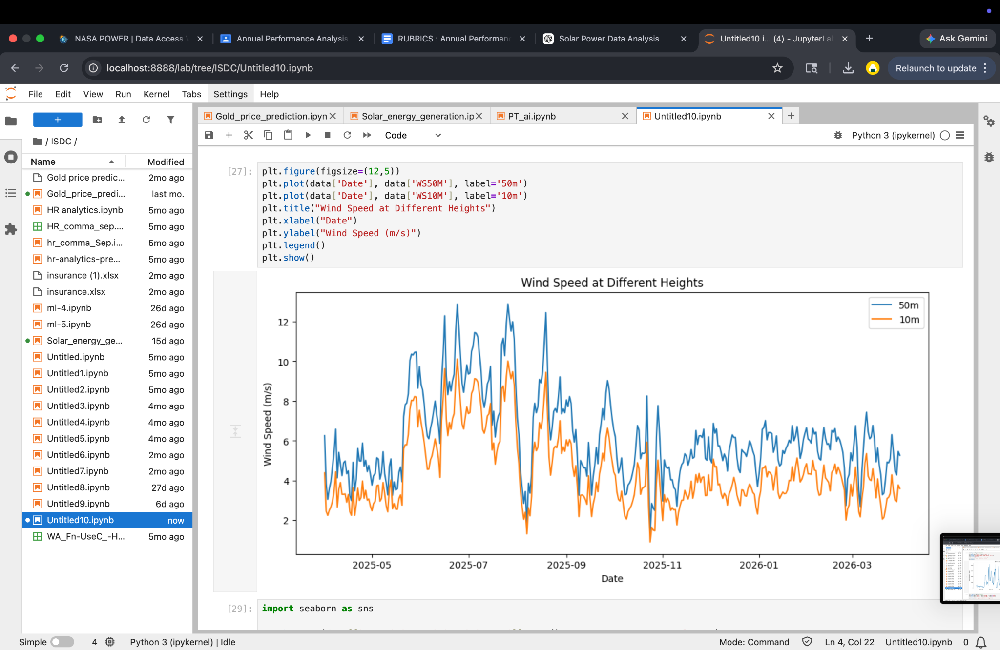 NASA POWER | Data Access
Annual Performance Analysis
RUBRICS : Annual Performan
Solar Power Data Analysis
Untitled10.i... (4) - JupyterLa
Ask Gemini
localhost:8888/lab/tree/ISDC/Untitled10.ipynb
Relaunch to update
File Edit View Run Kernel Tabs Settings Help
Gold_price_prediction.ipyn
Solar_energy_generation.ip
PT_ai.ipynb
Untitled10.ipynb
Code
Python 3 (ipykernel)
/ ISDC /
Name Modified
Gold price predic... 2mo ago
Gold_price_predi... last mo.
HR analytics.ipynb 5mo ago
HR_comma_sep.... 5mo ago
hr_comma_Sep.i... 5mo ago
hr-analytics-pre... 5mo ago
insurance (1).xlsx 2mo ago
insurance.xlsx 2mo ago
ml-4.ipynb 26d ago
ml-5.ipynb 26d ago
Solar_energy_ge... 15d ago
Untitled.ipynb 5mo ago
Untitled1.ipynb 5mo ago
Untitled2.ipynb 5mo ago
Untitled3.ipynb 4mo ago
Untitled4.ipynb 4mo ago
Untitled5.ipynb 4mo ago
Untitled6.ipynb 2mo ago
Untitled7.ipynb 2mo ago
Untitled8.ipynb 27d ago
Untitled9.ipynb 6d ago
Untitled10.ipynb now
WA_Fn-UseC_-H... 5mo ago
[27]:
plt.figure(figsize=(12,5))
plt.plot(data['Date'], data['WS50M'], label='50m')
plt.plot(data['Date'], data['WS10M'], label='10m')
plt.title("Wind Speed at Different Heights")
plt.xlabel("Date")
plt.ylabel("Wind Speed (m/s)")
plt.legend()
plt.show()
Wind Speed at Different Heights
50m
10m
Wind Speed (m/s)
12
10
8
6
4
2
2025-05 2025-07 2025-09 2025-11 2026-01 2026-03
Date
[29]:
import seaborn as sns
Simple 4 Python 3 (ipykernel) | Idle
Mode: Command Ln 4, Col 22 Untitled10.ipynb 0